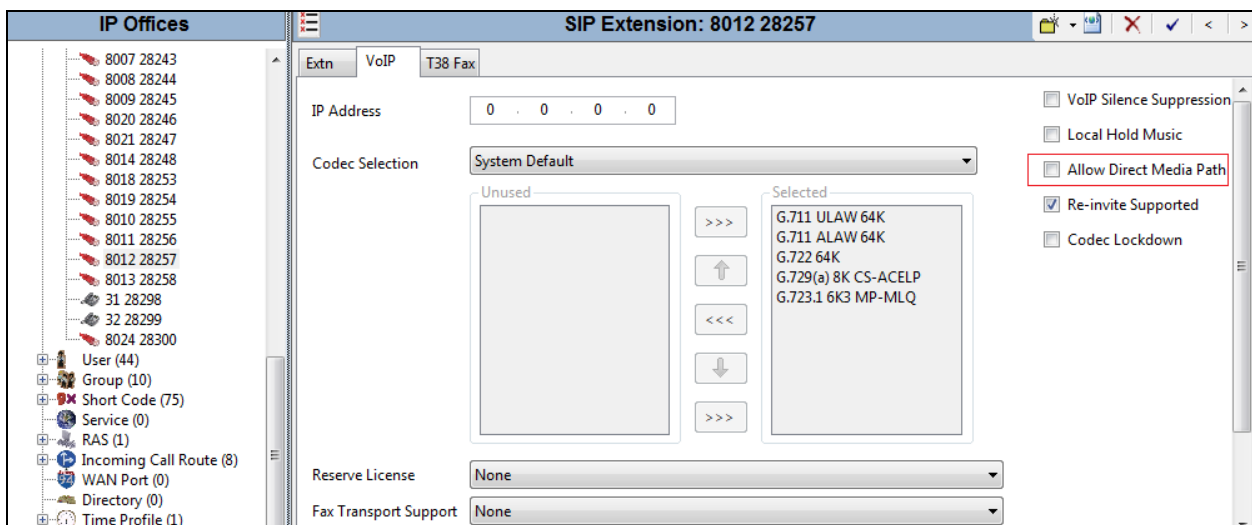 IP Offices
8007 28243
8008 28244
8009 28245
8020 28246
8021 28247
8014 28248
8018 28253
8019 28254
8010 28255
8011 28256
8012 28257
8013 28258
31 28298
32 28299
8024 28300
User (44)
Group (10)
Short Code (75)
Service (0)
RAS (1)
Incoming Call Route (8)
WAN Port (0)
Directory (0)
Time Profile (1)
SIP Extension: 8012 28257
Extn VoIP T38 Fax
IP Address 0 . 0 . 0 . 0
Codec Selection System Default
Unused
>>>
<<<
>>>
Selected
G.711 ULAW 64K
G.711 ALAW 64K
G.722 64K
G.729(a) 8K CS-ACELP
G.723.1 6K3 MP-MLQ
Reserve License None
Fax Transport Support None
VoIP Silence Suppression
Local Hold Music
Allow Direct Media Path
Re-invite Supported
Codec Lockdown